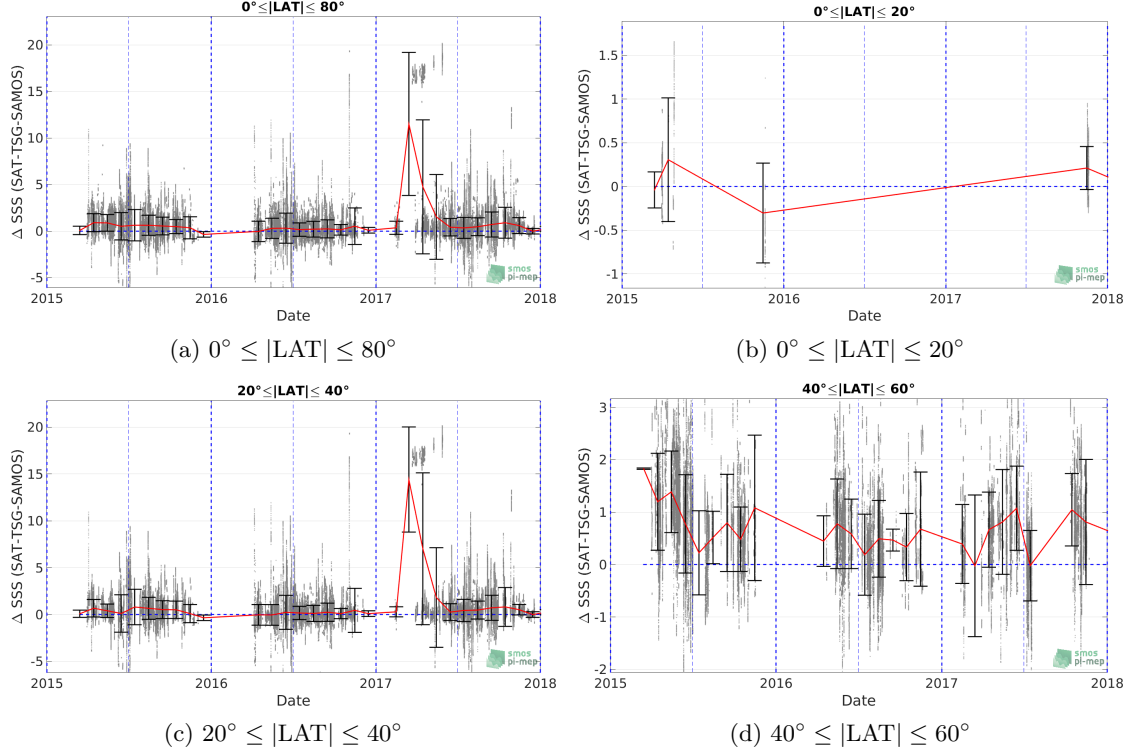 0°≤|LAT|≤ 80°
Δ SSS (SAT-TSG-SAMOS)
20
15
10
5
0
-5
2015
2016
2017
2018
Date
smos
pi-mep
(a) 0° ≤ |LAT| ≤ 80°
0°≤|LAT|≤ 20°
Δ SSS (SAT-TSG-SAMOS)
1.5
1
0.5
0
-0.5
-1
2015
2016
2017
2018
Date
smos
pi-mep
(b) 0° ≤ |LAT| ≤ 20°
20°≤|LAT|≤ 40°
Δ SSS (SAT-TSG-SAMOS)
20
15
10
5
0
-5
2015
2016
2017
2018
Date
smos
pi-mep
(c) 20° ≤ |LAT| ≤ 40°
40°≤|LAT|≤ 60°
Δ SSS (SAT-TSG-SAMOS)
3
2
1
0
-1
-2
2015
2016
2017
2018
Date
smos
pi-mep
(d) 40° ≤ |LAT| ≤ 60°